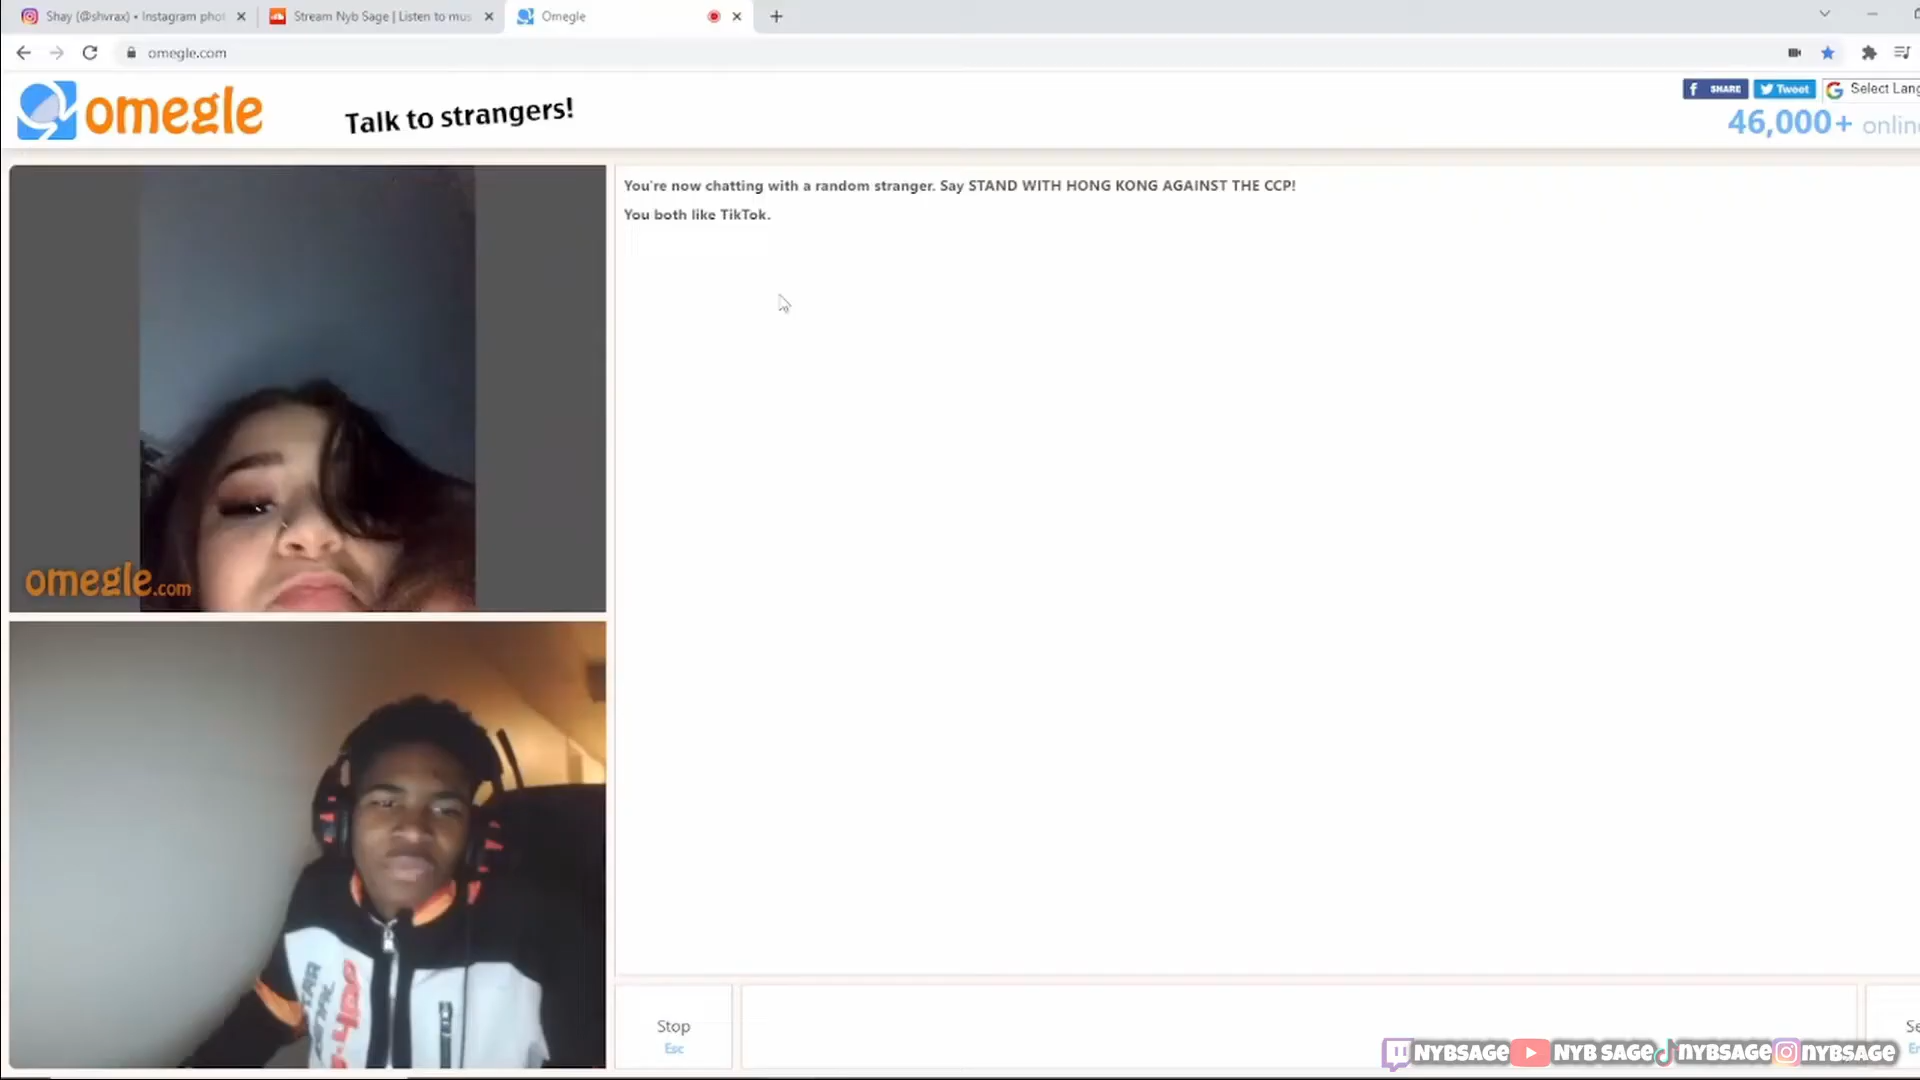 Shay (@shvrax) • Instagram phot
Stream Nyb Sage | Listen to mus
Omegle
omegle.com
omegle
Talk to strangers!
SHARE
Tweet
Select Lang
46,000+ online
You're now chatting with a random stranger. Say STAND WITH HONG KONG AGAINST THE CCP!
You both like TikTok.
omegle.com
Stop
Esc
NYBSAGE NYB SAGE nybsage nybsage